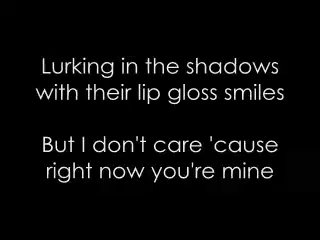 Lurking in the shadows
with their lip gloss smiles
But I don't care 'cause
right now you're mine